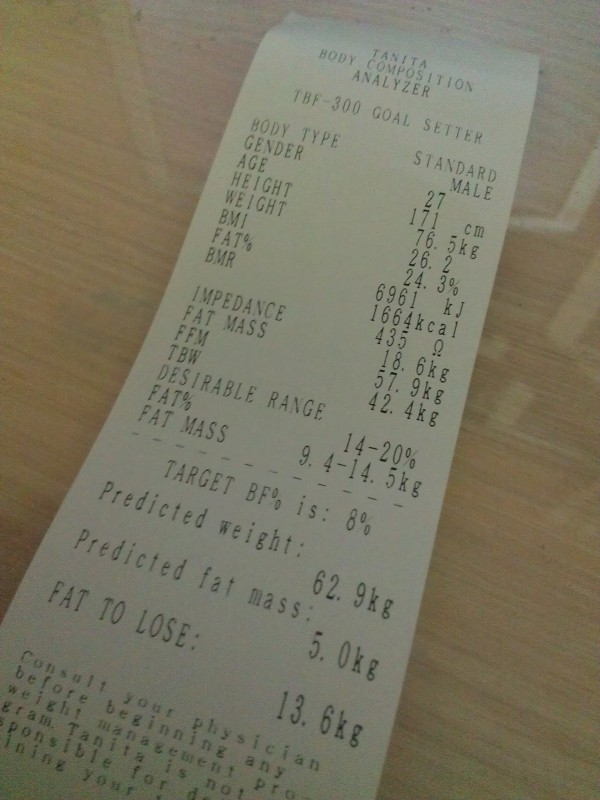 TANITA
BODY COMPOSITION
ANALYZER
TBF-300 GOAL SETTER
BODY TYPE STANDARD
GENDER MALE
AGE 27
HEIGHT 171 cm
WEIGHT 76.5kg
BMI 26.2
FAT% 24.3%
BMR 6961 kJ
1664kcal
IMPEDANCE 435 Ω
FAT MASS 18.6kg
FFM 57.9kg
TBW 42.4kg
DESIRABLE RANGE
FAT% 14-20%
FAT MASS 9.4-14.5kg
TARGET BF% is: 8%
Predicted weight:
62.9kg
Predicted fat mass:
5.0kg
FAT TO LOSE:
13.6kg
Consult your physician
before beginning any
weight management pro-
gram. Tanita is not
sponsible for
ining your